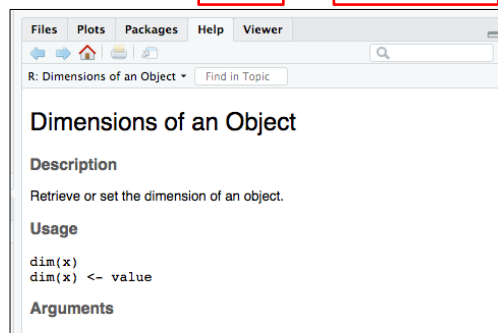 Files Plots Packages Help Viewer
R: Dimensions of an Object Find in Topic
Dimensions of an Object
Description
Retrieve or set the dimension of an object.
Usage
dim(x)
dim(x) <- value
Arguments